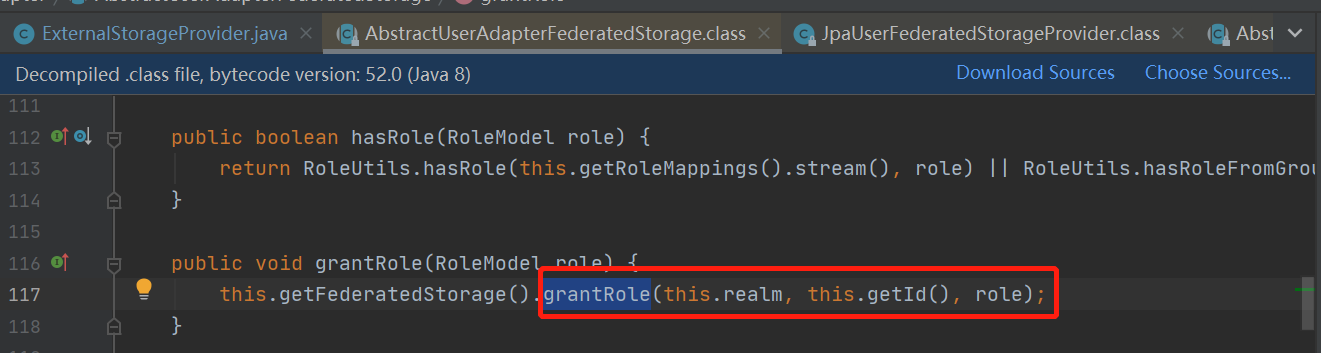 ExternalStorageProvider.java × AbstractUserAdapterFederatedStorage.class × JpaUserFederatedStorageProvider.class × Abst
Decompiled .class file, bytecode version: 52.0 (Java 8) Download Sources Choose Sources...
111
112 public boolean hasRole(RoleModel role) {
113 return RoleUtils.hasRole(this.getRoleMappings().stream(), role) || RoleUtils.hasRoleFromGrou
114 }
115
116 public void grantRole(RoleModel role) {
117 this.getFederatedStorage().grantRole(this.realm, this.getId(), role);
118 }